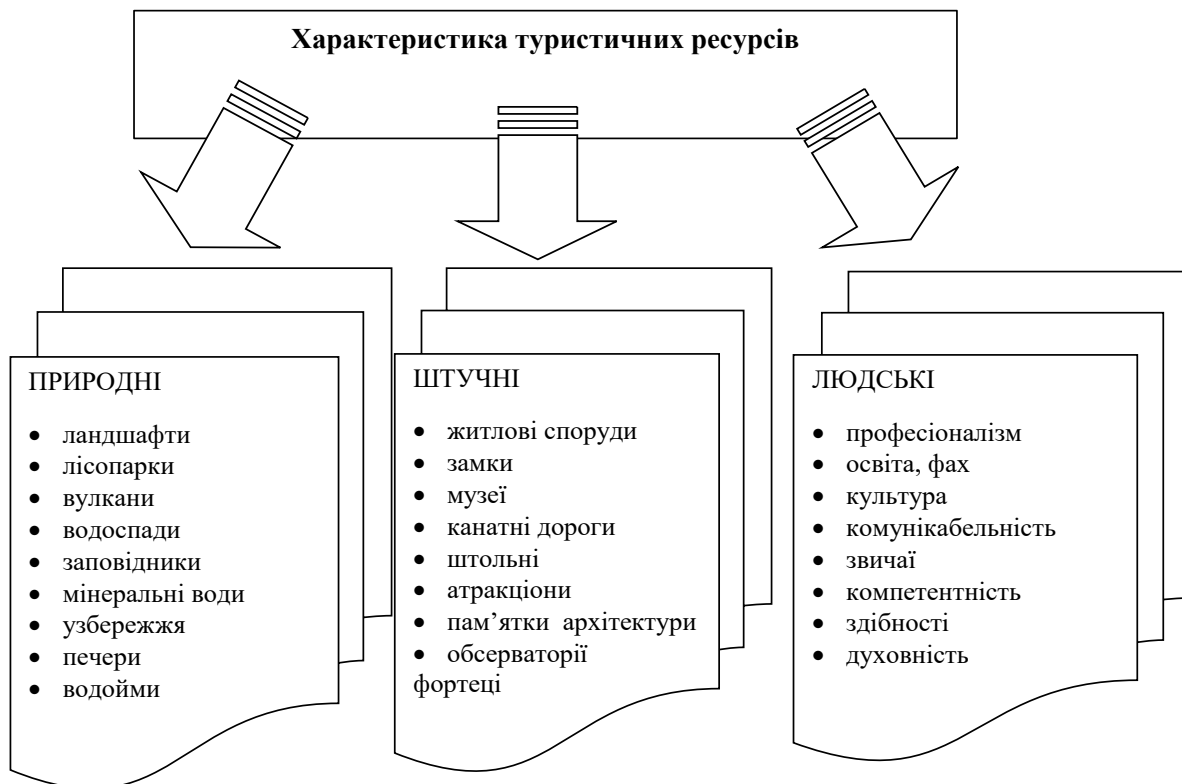 Характеристика туристичних ресурсів
ПРИРОДНІ
• ландшафти
• лісопарки
• вулкани
• водоспади
• заповідники
• мінеральні води
• узбережжя
• печери
• водойми
ШТУЧНІ
• житлові споруди
• замки
• музеї
• канатні дороги
• штольні
• атракціони
• пам’ятки архітектури
• обсерваторії
фортеці
ЛЮДСЬКІ
• професіоналізм
• освіта, фах
• культура
• комунікабельність
• звичаї
• компетентність
• здібності
• духовність